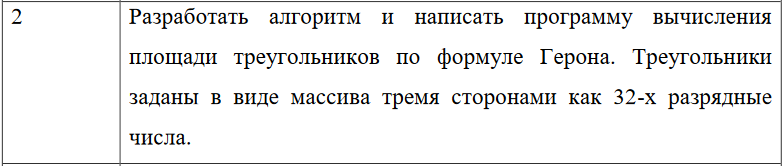 2
Разработать алгоритм и написать программу вычисления
площади треугольников по формуле Герона. Треугольники
заданы в виде массива тремя сторонами как 32-х разрядные
числа.